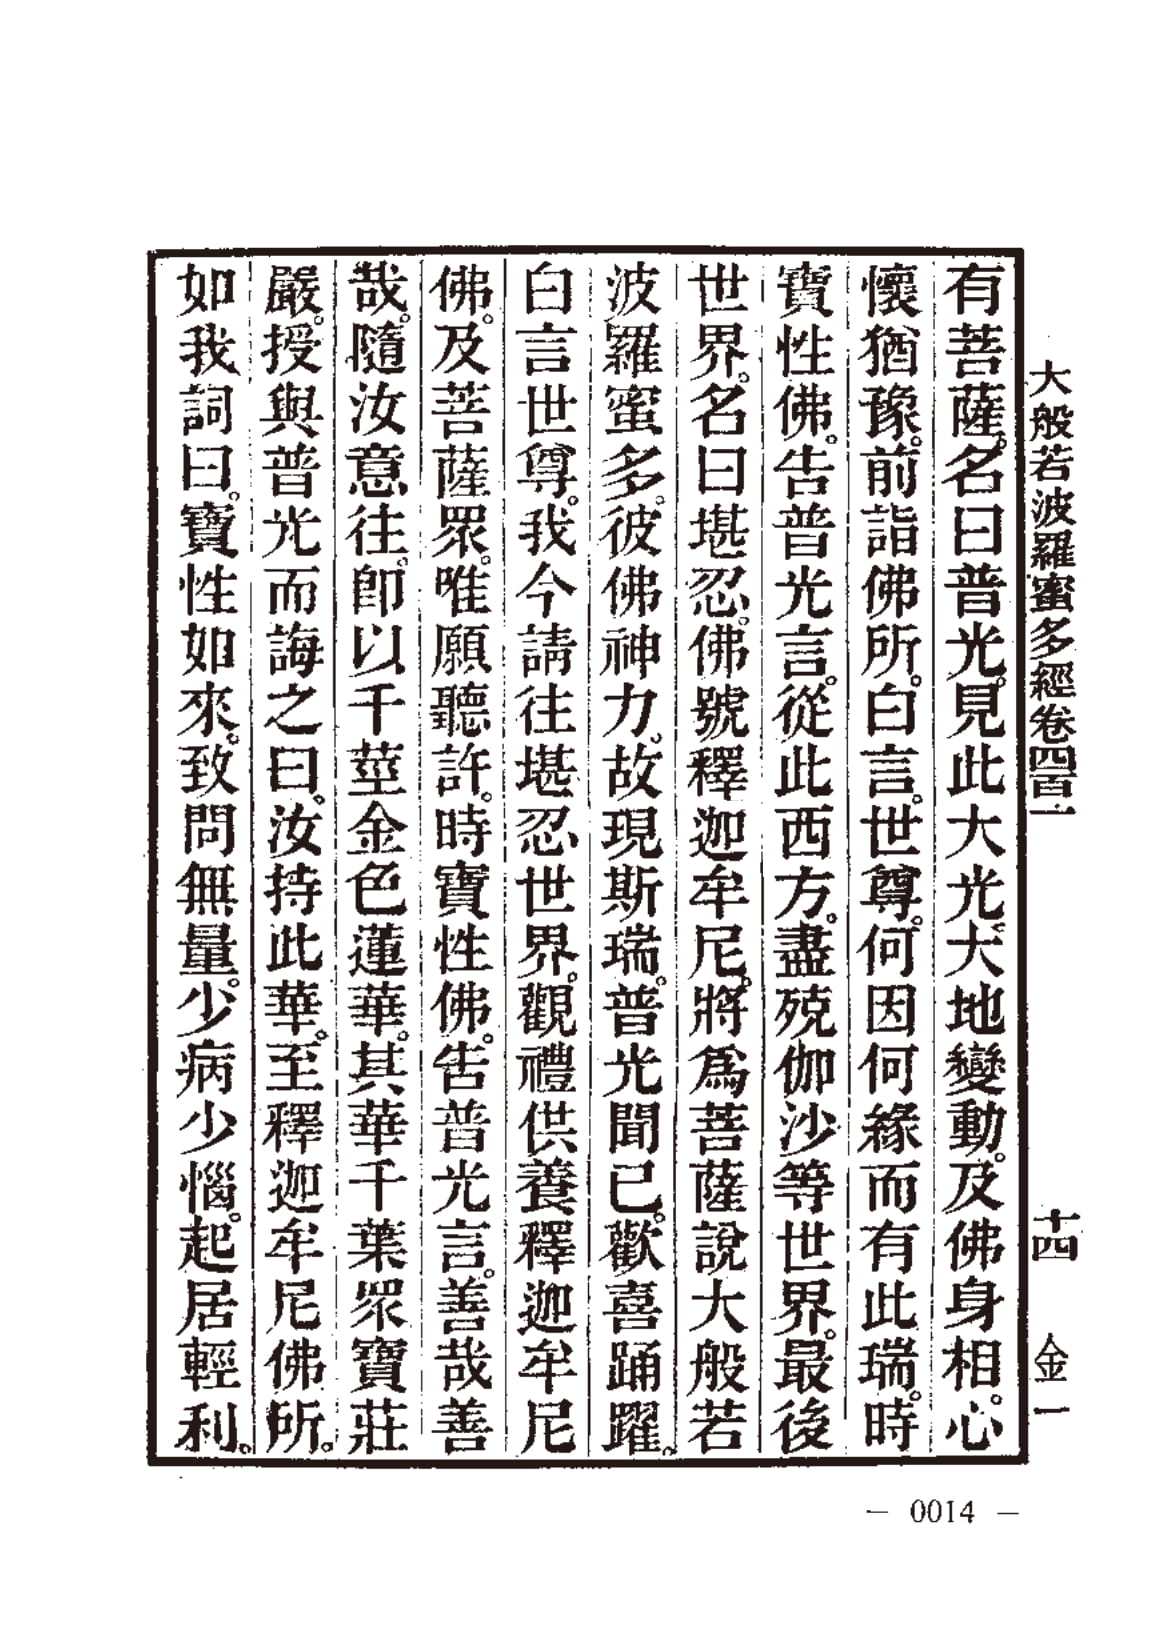 大般若波羅蜜多經卷四百一 十四 金一
有菩薩。名曰普光。見此大光大地變動。及佛身相。心
懷猶豫。前詣佛所。白言。世尊。何因何緣而有此瑞。時
寶性佛。告普光言。從此西方。盡殑伽沙等世界。最後
世界。名曰堪忍。佛號釋迦牟尼。將爲菩薩說大般若
波羅蜜多。彼佛神力。故現斯瑞。普光聞已。歡喜踊躍。
白言世尊。我今請往堪忍世界。觀禮供養釋迦牟尼
佛。及菩薩眾。唯願聽許。時寶性佛。告普光言。善哉善
哉。隨汝意往。卽以千莖金色蓮華。其華千葉眾寶莊
嚴。授與普光而誨之曰。汝持此華。至釋迦牟尼佛所。
如我詞曰。寶性如來。致問無量。少病少惱。起居輕利。
— 0014 —